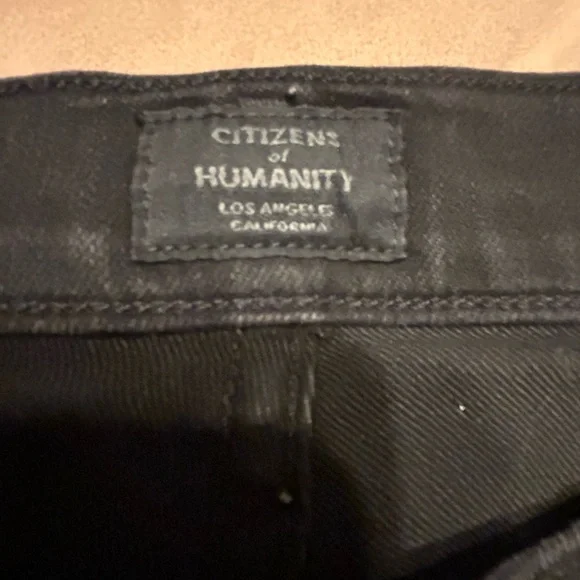 CITIZENS
of
HUMANITY
LOS ANGELES
CALIFORNIA